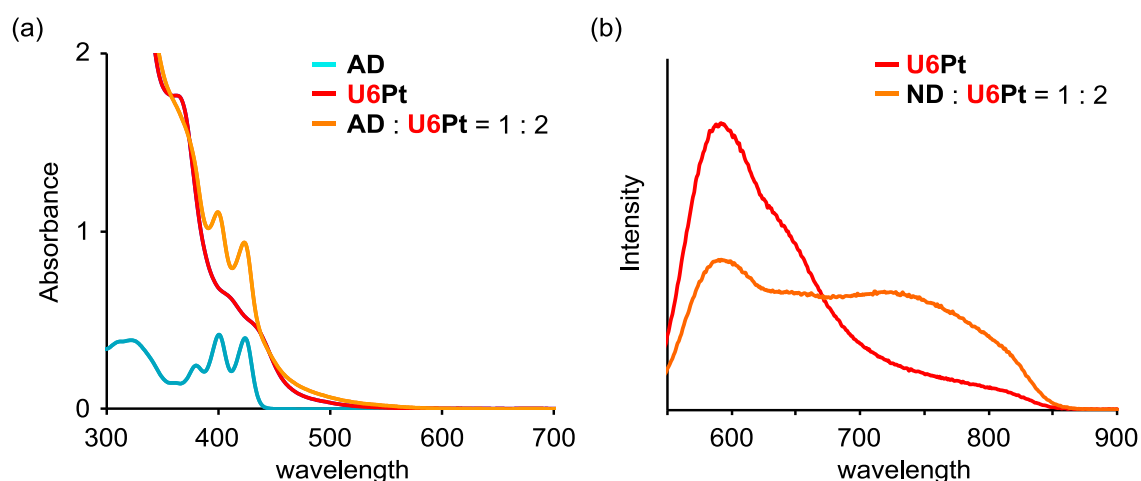 (a)
AD
U6Pt
AD : U6Pt = 1 : 2
2
1
0
Absorbance
300
400
500
600
700
wavelength
(b)
U6Pt
ND : U6Pt = 1 : 2
Intensity
600
700
800
900
wavelength